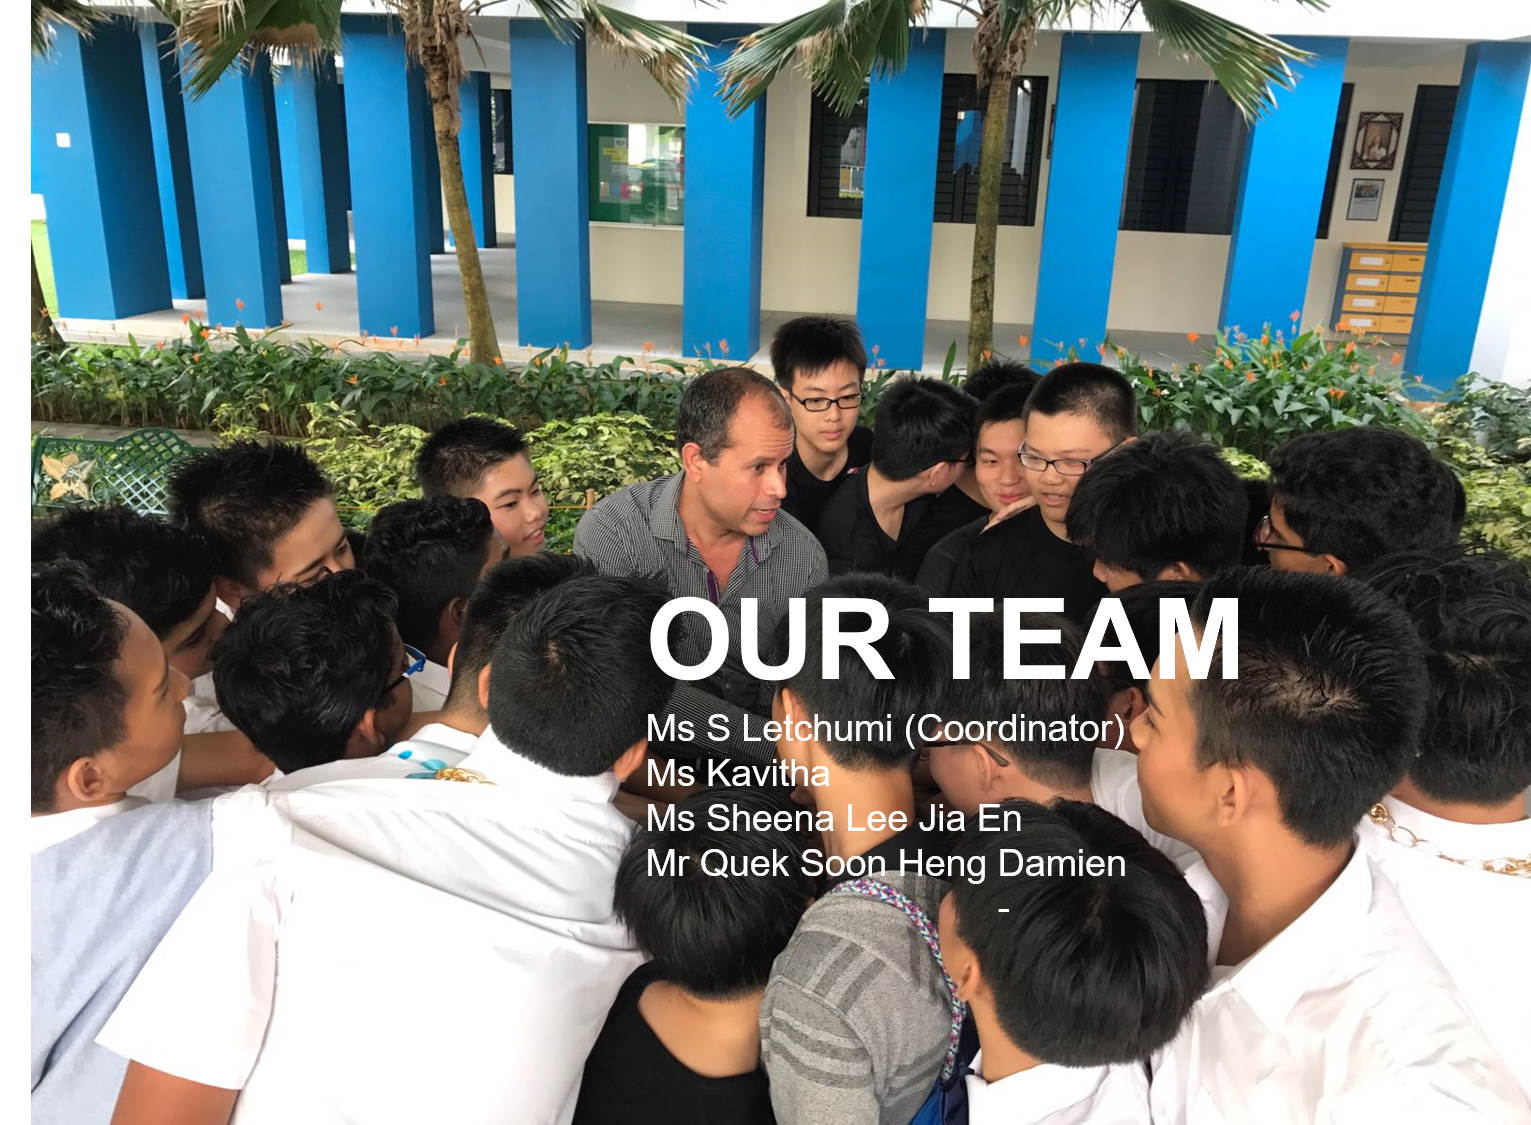 OUR TEAM
Ms S Letchumi (Coordinator)
Ms Kavitha
Ms Sheena Lee Jia En
Mr Quek Soon Heng Damien
-